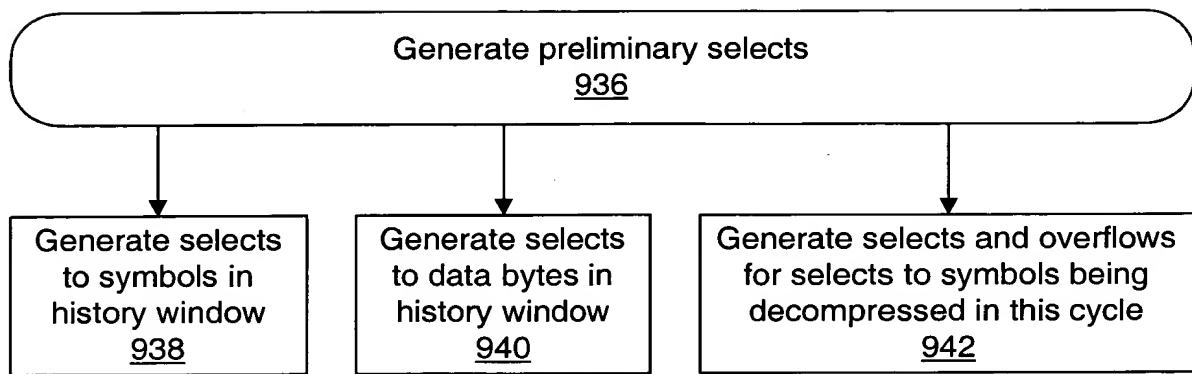 Generate preliminary selects
936
Generate selects
to symbols in
history window
938
Generate selects
to data bytes in
history window
940
Generate selects and overflows
for selects to symbols being
decompressed in this cycle
942